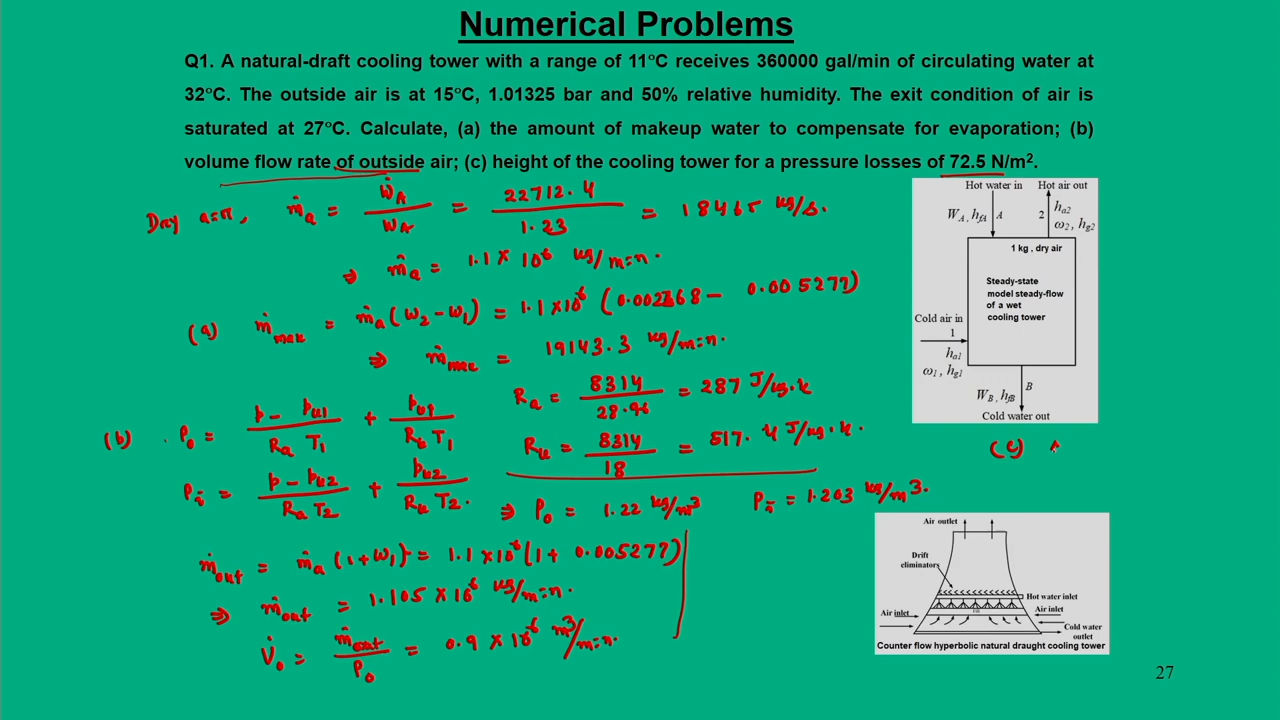 Numerical Problems
Q1. A natural-draft cooling tower with a range of 11°C receives 360000 gal/min of circulating water at
32°C. The outside air is at 15°C, 1.01325 bar and 50% relative humidity. The exit condition of air is
saturated at 27°C. Calculate, (a) the amount of makeup water to compensate for evaporation; (b)
volume flow rate of outside air; (c) height of the cooling tower for a pressure losses of 72.5 N/m².
Dry air, ṁa = ẆA / WA = 22712.4 / 1.23 = 18465 kg/s.
⇒ ṁa = 1.1 × 10⁶ kg/min.
(a) ṁmak = ṁa (ω2 − ω1) = 1.1 × 10⁶ ( − 0.005277)
⇒ ṁmak = 19143.3 kg/min.
Ra = 8314 / 28.96 = 287 J/kg.k
(b) ρo = p − pv1 / Ra T1 + pv1 / Rv T1
Rv = 8314 / 18 = 517.4 J/kg.k.
ρi = p − pv2 / Ra T2 + pv2 / Rv T2.
⇒ ρo = 1.22 kg/m³ ρi = 1.203 kg/m³.
ṁout = ṁa (1 + ω1) = 1.1 × 10⁶ (1 + 0.005277)
⇒ ṁout = 1.105 × 10⁶ kg/min.
V̇o = ṁout / ρo = 0.9 × 10⁶ m³/min.
Hot water in Hot air out
WA , hfA A 2 ha2
ω2 , hg2
1 kg , dry air
Steady-state
model steady-flow
of a wet
cooling tower
Cold air in
1
ha1
ω1 , hg1
B
WB , hfB
Cold water out
(c)
Air outlet
Drift
eliminators
Hot water inlet
Fill
Air inlet Air inlet
Cold water
outlet
Counter flow hyperbolic natural draught cooling tower
27